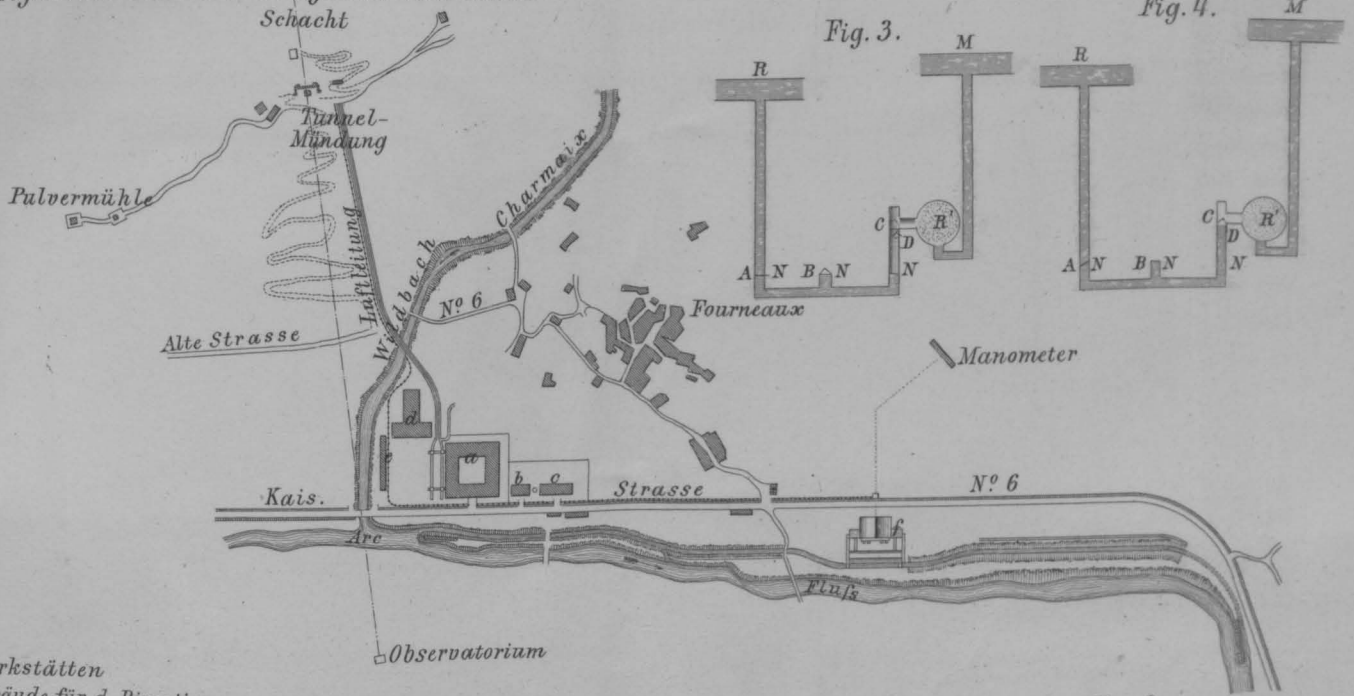 Schacht
Tunnel-
Mündung
Pulvermühle
Luftleitung
Wildbach
Charmaix
Nº 6
Alte Strasse
Fourneaux
Manometer
d
e
a
b
c
f
Kais.
Strasse
Nº 6
Arc
Fluſs
Observatorium
Fig. 3.
R
M
C
R'
D
A
N
B
N
N
Fig. 4.
R
M
C
R'
D
A
N
B
N
N
rkstätten